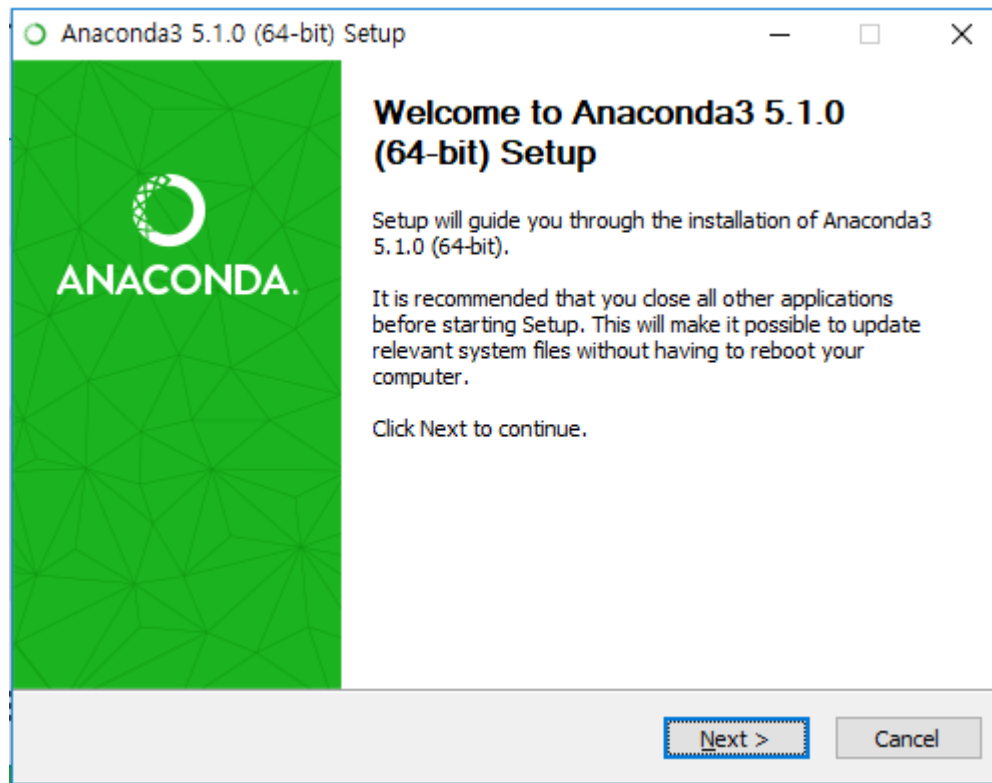 Anaconda3 5.1.0 (64-bit) Setup
Welcome to Anaconda3 5.1.0
(64-bit) Setup
ANACONDA.
Setup will guide you through the installation of Anaconda3
5.1.0 (64-bit).
It is recommended that you close all other applications
before starting Setup. This will make it possible to update
relevant system files without having to reboot your
computer.
Click Next to continue.
Next >
Cancel